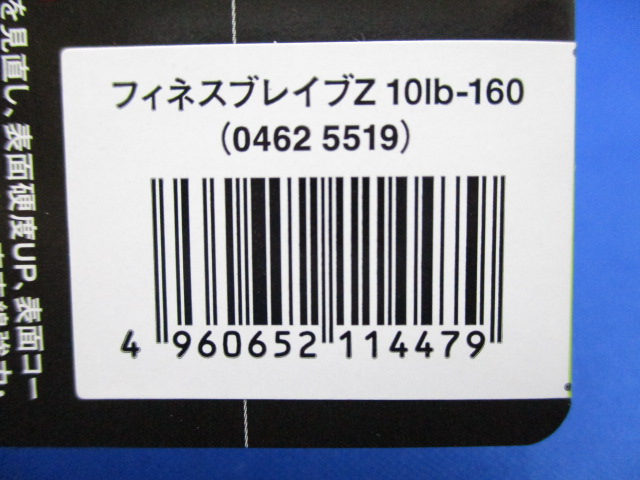 フィネスブレイブZ 10lb-160
(0462 5519)
4 960652 114479
を見直し、表面硬度UP、表面コー